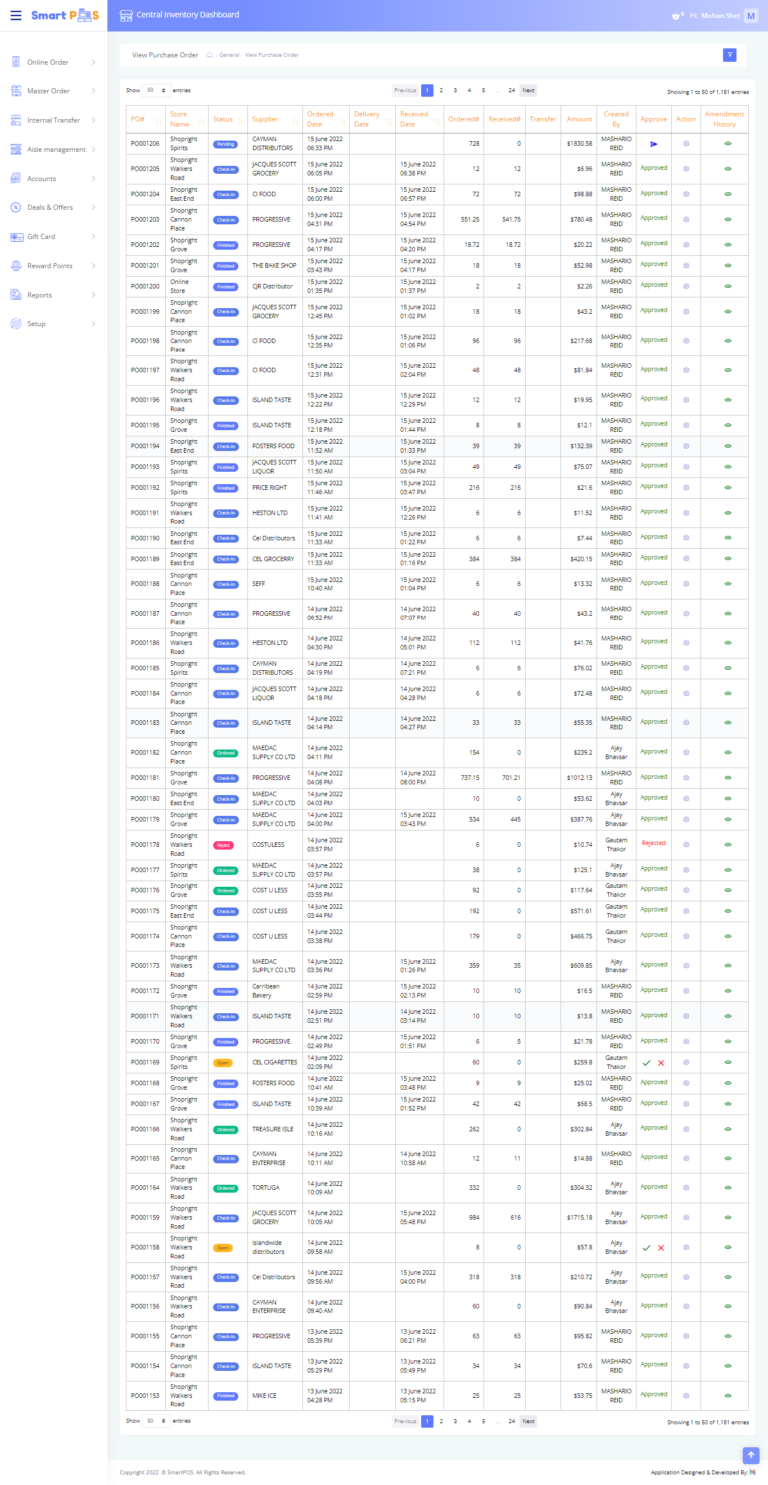 Smart POS
Central Inventory Dashboard
0 Hi, Mohan Shet M
Online Order
Master Order
Internal Transfer
Aisle management
Accounts
Deals & Offers
Gift Card
Reward Points
Reports
Setup
View Purchase Order - General - View Purchase Order
Show 50 entries Previous 1 2 3 4 5 ... 24 Next Showing 1 to 50 of 1,181 entries
PO# Store Name Status Supplier Ordered Date Delivery Date Received Date Ordered# Received# Transfer Amount Created By Approve Action Amendment History
PO001206 Shopright Spirits Pending CAYMAN DISTRIBUTORS 15 June 2022 06:33 PM 728 0 $1830.58 MASHARIO REID
PO001205 Shopright Walkers Road Check-In JACQUES SCOTT GROCERY 15 June 2022 06:05 PM 15 June 2022 06:38 PM 12 12 $6.96 MASHARIO REID Approved
PO001204 Shopright East End Check-In CI FOOD 15 June 2022 06:00 PM 15 June 2022 06:57 PM 72 72 $98.88 MASHARIO REID Approved
PO001203 Shopright Cannon Place Check-In PROGRESSIVE 15 June 2022 04:31 PM 15 June 2022 04:54 PM 551.25 541.75 $780.48 MASHARIO REID Approved
PO001202 Shopright Grove Finished PROGRESSIVE 15 June 2022 04:17 PM 15 June 2022 04:20 PM 18.72 18.72 $20.22 MASHARIO REID Approved
PO001201 Shopright Grove Finished THE BAKE SHOP 15 June 2022 03:43 PM 15 June 2022 04:17 PM 18 18 $52.98 MASHARIO REID Approved
PO001200 Online Store Finished QR Distributor 15 June 2022 01:35 PM 15 June 2022 01:37 PM 2 2 $2.26 MASHARIO REID Approved
PO001199 Shopright Cannon Place Check-In JACQUES SCOTT GROCERY 15 June 2022 12:45 PM 15 June 2022 01:02 PM 18 18 $43.2 MASHARIO REID Approved
PO001198 Shopright Cannon Place Check-In CI FOOD 15 June 2022 12:35 PM 15 June 2022 01:06 PM 96 96 $217.68 MASHARIO REID Approved
PO001197 Shopright Walkers Road Check-In CI FOOD 15 June 2022 12:31 PM 15 June 2022 02:04 PM 48 48 $81.84 MASHARIO REID Approved
PO001196 Shopright Walkers Road Check-In ISLAND TASTE 15 June 2022 12:22 PM 15 June 2022 12:29 PM 12 12 $19.95 MASHARIO REID Approved
PO001195 Shopright Grove Finished ISLAND TASTE 15 June 2022 12:18 PM 15 June 2022 01:44 PM 8 8 $12.1 MASHARIO REID Approved
PO001194 Shopright East End Check-In FOSTERS FOOD 15 June 2022 11:52 AM 15 June 2022 01:33 PM 39 39 $132.39 MASHARIO REID Approved
PO001193 Shopright Spirits Finished JACQUES SCOTT LIQUOR 15 June 2022 11:50 AM 15 June 2022 03:04 PM 49 49 $75.07 MASHARIO REID Approved
PO001192 Shopright Spirits Finished PRICE RIGHT 15 June 2022 11:46 AM 15 June 2022 03:47 PM 216 216 $21.6 MASHARIO REID Approved
PO001191 Shopright Walkers Road Check-In HESTON LTD 15 June 2022 11:41 AM 15 June 2022 12:26 PM 6 6 $11.52 MASHARIO REID Approved
PO001190 Shopright East End Check-In Cel Distributors 15 June 2022 11:33 AM 15 June 2022 01:22 PM 6 6 $7.44 MASHARIO REID Approved
PO001189 Shopright East End Check-In CEL GROCERRY 15 June 2022 11:33 AM 15 June 2022 01:16 PM 384 384 $420.15 MASHARIO REID Approved
PO001188 Shopright Cannon Place Check-In SEFF 15 June 2022 10:40 AM 15 June 2022 01:04 PM 6 6 $13.32 MASHARIO REID Approved
PO001187 Shopright Cannon Place Check-In PROGRESSIVE 14 June 2022 06:52 PM 14 June 2022 07:07 PM 40 40 $43.2 MASHARIO REID Approved
PO001186 Shopright Walkers Road Check-In HESTON LTD 14 June 2022 04:30 PM 14 June 2022 05:01 PM 112 112 $41.76 MASHARIO REID Approved
PO001185 Shopright Spirits Check-In CAYMAN DISTRIBUTORS 14 June 2022 04:19 PM 14 June 2022 07:21 PM 6 6 $76.02 MASHARIO REID Approved
PO001184 Shopright Cannon Place Check-In JACQUES SCOTT LIQUOR 14 June 2022 04:18 PM 14 June 2022 04:28 PM 6 6 $72.48 MASHARIO REID Approved
PO001183 Shopright Cannon Place Check-In ISLAND TASTE 14 June 2022 04:14 PM 14 June 2022 04:27 PM 33 33 $55.35 MASHARIO REID Approved
PO001182 Shopright Cannon Place Ordered MAEDAC SUPPLY CO LTD 14 June 2022 04:11 PM 154 0 $239.2 Ajay Bhavsar Approved
PO001181 Shopright Grove Check-In PROGRESSIVE 14 June 2022 04:08 PM 14 June 2022 08:00 PM 737.15 701.21 $1012.13 MASHARIO REID Approved
PO001180 Shopright East End Check-In MAEDAC SUPPLY CO LTD 14 June 2022 04:03 PM 10 0 $53.62 Ajay Bhavsar Approved
PO001179 Shopright Grove Check-In MAEDAC SUPPLY CO LTD 14 June 2022 04:00 PM 15 June 2022 03:43 PM 534 445 $387.76 Ajay Bhavsar Approved
PO001178 Shopright Walkers Road Reject COSTULESS 14 June 2022 03:57 PM 6 0 $10.74 Gautam Thakor Rejected
PO001177 Shopright Spirits Ordered MAEDAC SUPPLY CO LTD 14 June 2022 03:57 PM 38 0 $125.1 Ajay Bhavsar Approved
PO001176 Shopright Grove Ordered COST U LESS 14 June 2022 03:55 PM 92 0 $117.64 Gautam Thakor Approved
PO001175 Shopright East End Check-In COST U LESS 14 June 2022 03:44 PM 192 0 $571.61 Gautam Thakor Approved
PO001174 Shopright Cannon Place Check-In COST U LESS 14 June 2022 03:38 PM 179 0 $466.75 Gautam Thakor Approved
PO001173 Shopright Walkers Road Check-In MAEDAC SUPPLY CO LTD 14 June 2022 03:36 PM 15 June 2022 01:26 PM 359 35 $609.85 Ajay Bhavsar Approved
PO001172 Shopright Grove Finished Carribean Bakery 14 June 2022 02:59 PM 15 June 2022 02:13 PM 10 10 $16.5 MASHARIO REID Approved
PO001171 Shopright Walkers Road Check-In ISLAND TASTE 14 June 2022 02:51 PM 14 June 2022 03:14 PM 10 10 $13.8 MASHARIO REID Approved
PO001170 Shopright Grove Finished PROGRESSIVE 14 June 2022 02:49 PM 15 June 2022 01:51 PM 6 5 $21.78 MASHARIO REID Approved
PO001169 Shopright Spirits Open CEL CIGARETTES 14 June 2022 02:09 PM 60 0 $259.8 Gautam Thakor
PO001168 Shopright Grove Finished FOSTERS FOOD 14 June 2022 10:41 AM 15 June 2022 03:48 PM 9 9 $25.02 MASHARIO REID Approved
PO001167 Shopright Grove Finished ISLAND TASTE 14 June 2022 10:39 AM 15 June 2022 01:52 PM 42 42 $68.5 MASHARIO REID Approved
PO001166 Shopright Walkers Road Ordered TREASURE ISLE 14 June 2022 10:16 AM 262 0 $302.84 Ajay Bhavsar Approved
PO001165 Shopright Cannon Place Check-In CAYMAN ENTERPRISE 14 June 2022 10:11 AM 14 June 2022 10:58 AM 12 11 $14.88 MASHARIO REID Approved
PO001164 Shopright Walkers Road Ordered TORTUGA 14 June 2022 10:09 AM 332 0 $304.32 Ajay Bhavsar Approved
PO001159 Shopright Walkers Road Check-In JACQUES SCOTT GROCERY 14 June 2022 10:05 AM 15 June 2022 05:48 PM 984 616 $1715.18 Ajay Bhavsar Approved
PO001158 Shopright Walkers Road Open Islandwide distributors 14 June 2022 09:58 AM 8 0 $57.8 Ajay Bhavsar
PO001157 Shopright Walkers Road Check-In Cel Distributors 14 June 2022 09:56 AM 15 June 2022 04:00 PM 318 318 $210.72 Ajay Bhavsar Approved
PO001156 Shopright Walkers Road Check-In CAYMAN ENTERPRISE 14 June 2022 09:40 AM 60 0 $90.84 Ajay Bhavsar Approved
PO001155 Shopright Cannon Place Check-In PROGRESSIVE 13 June 2022 05:39 PM 13 June 2022 06:21 PM 63 63 $95.82 MASHARIO REID Approved
PO001154 Shopright Cannon Place Check-In ISLAND TASTE 13 June 2022 05:29 PM 13 June 2022 05:49 PM 34 34 $70.6 MASHARIO REID Approved
PO001153 Shopright Walkers Road Finished MIKE ICE 13 June 2022 04:28 PM 13 June 2022 05:15 PM 25 25 $53.75 MASHARIO REID Approved
Show 50 entries Previous 1 2 3 4 5 ... 24 Next Showing 1 to 50 of 1,181 entries
Copyright 2022 © SmartPOS. All Rights Reserved. Application Designed & Developed By: